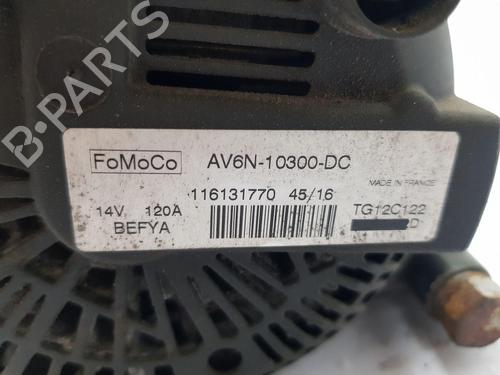 B-PARTS
FoMoCo
AV6N-10300-DC
MADE IN FRANCE
116131770 45/16
14V. 120A
TG12C122
BEFYA
D